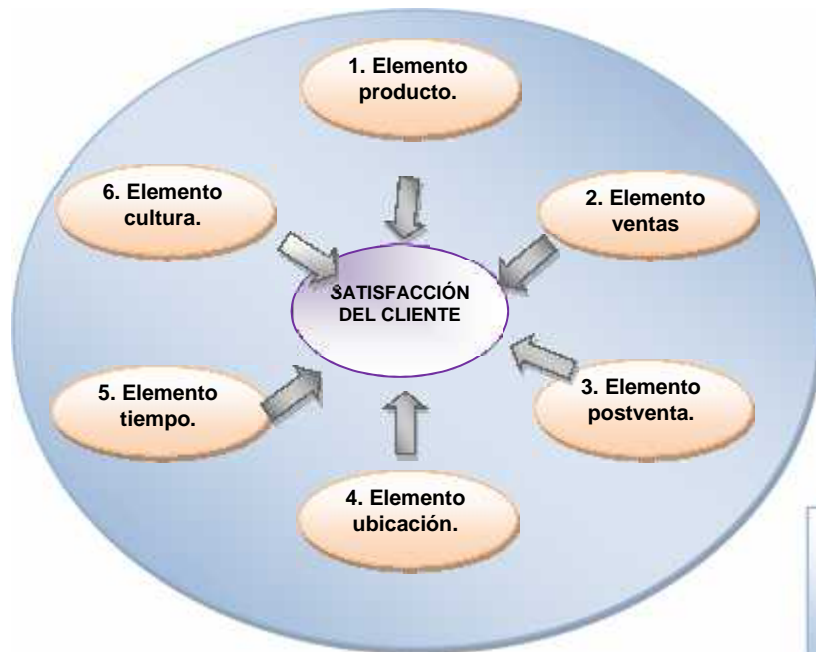 1. Elemento
producto.
2. Elemento
ventas
3. Elemento
postventa.
4. Elemento
ubicación.
5. Elemento
tiempo.
6. Elemento
cultura.
SATISFACCIÓN
DEL CLIENTE